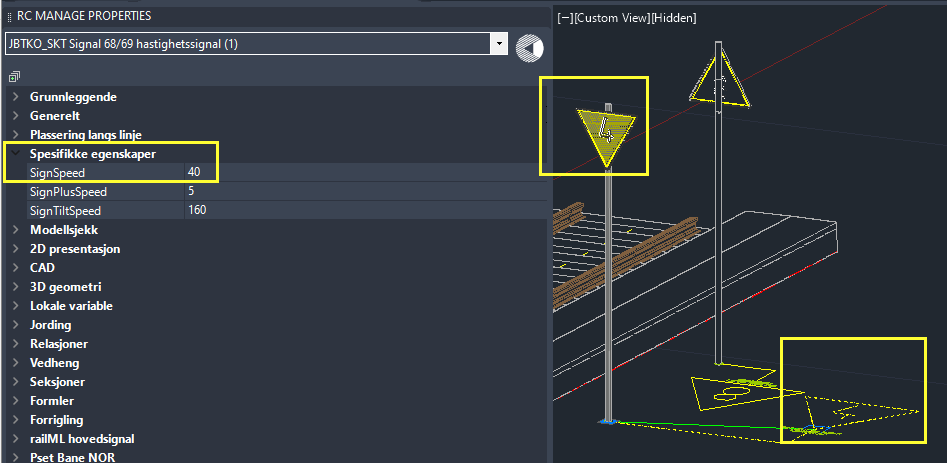 RC MANAGE PROPERTIES
JBTKO_SKT Signal 68/69 hastighetssignal (1)
Grunnleggende
Generelt
Plassering langs linje
Spesifikke egenskaper
SignSpeed 40
SignPlusSpeed 5
SignTiltSpeed 160
Modellsjekk
2D presentasjon
CAD
3D geometri
Lokale variable
Jording
Relasjoner
Vedheng
Seksjoner
Formler
Forrigling
railML hovedsignal
Pset Bane NOR
[−][Custom View][Hidden]
4
4